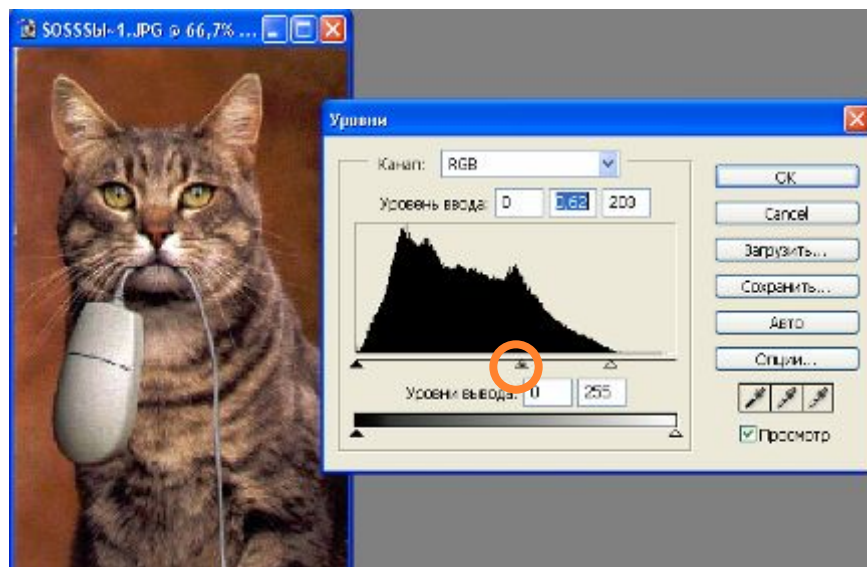 $OSSSЫ~1.JPG @ 66,7% ...
Уровни
Канал: RGB
Уровень ввода: 0 0,62 200
Уровни вывода: 0 255
OK
Cancel
Загрузить...
Сохранить...
Авто
Опции...
Просмотр